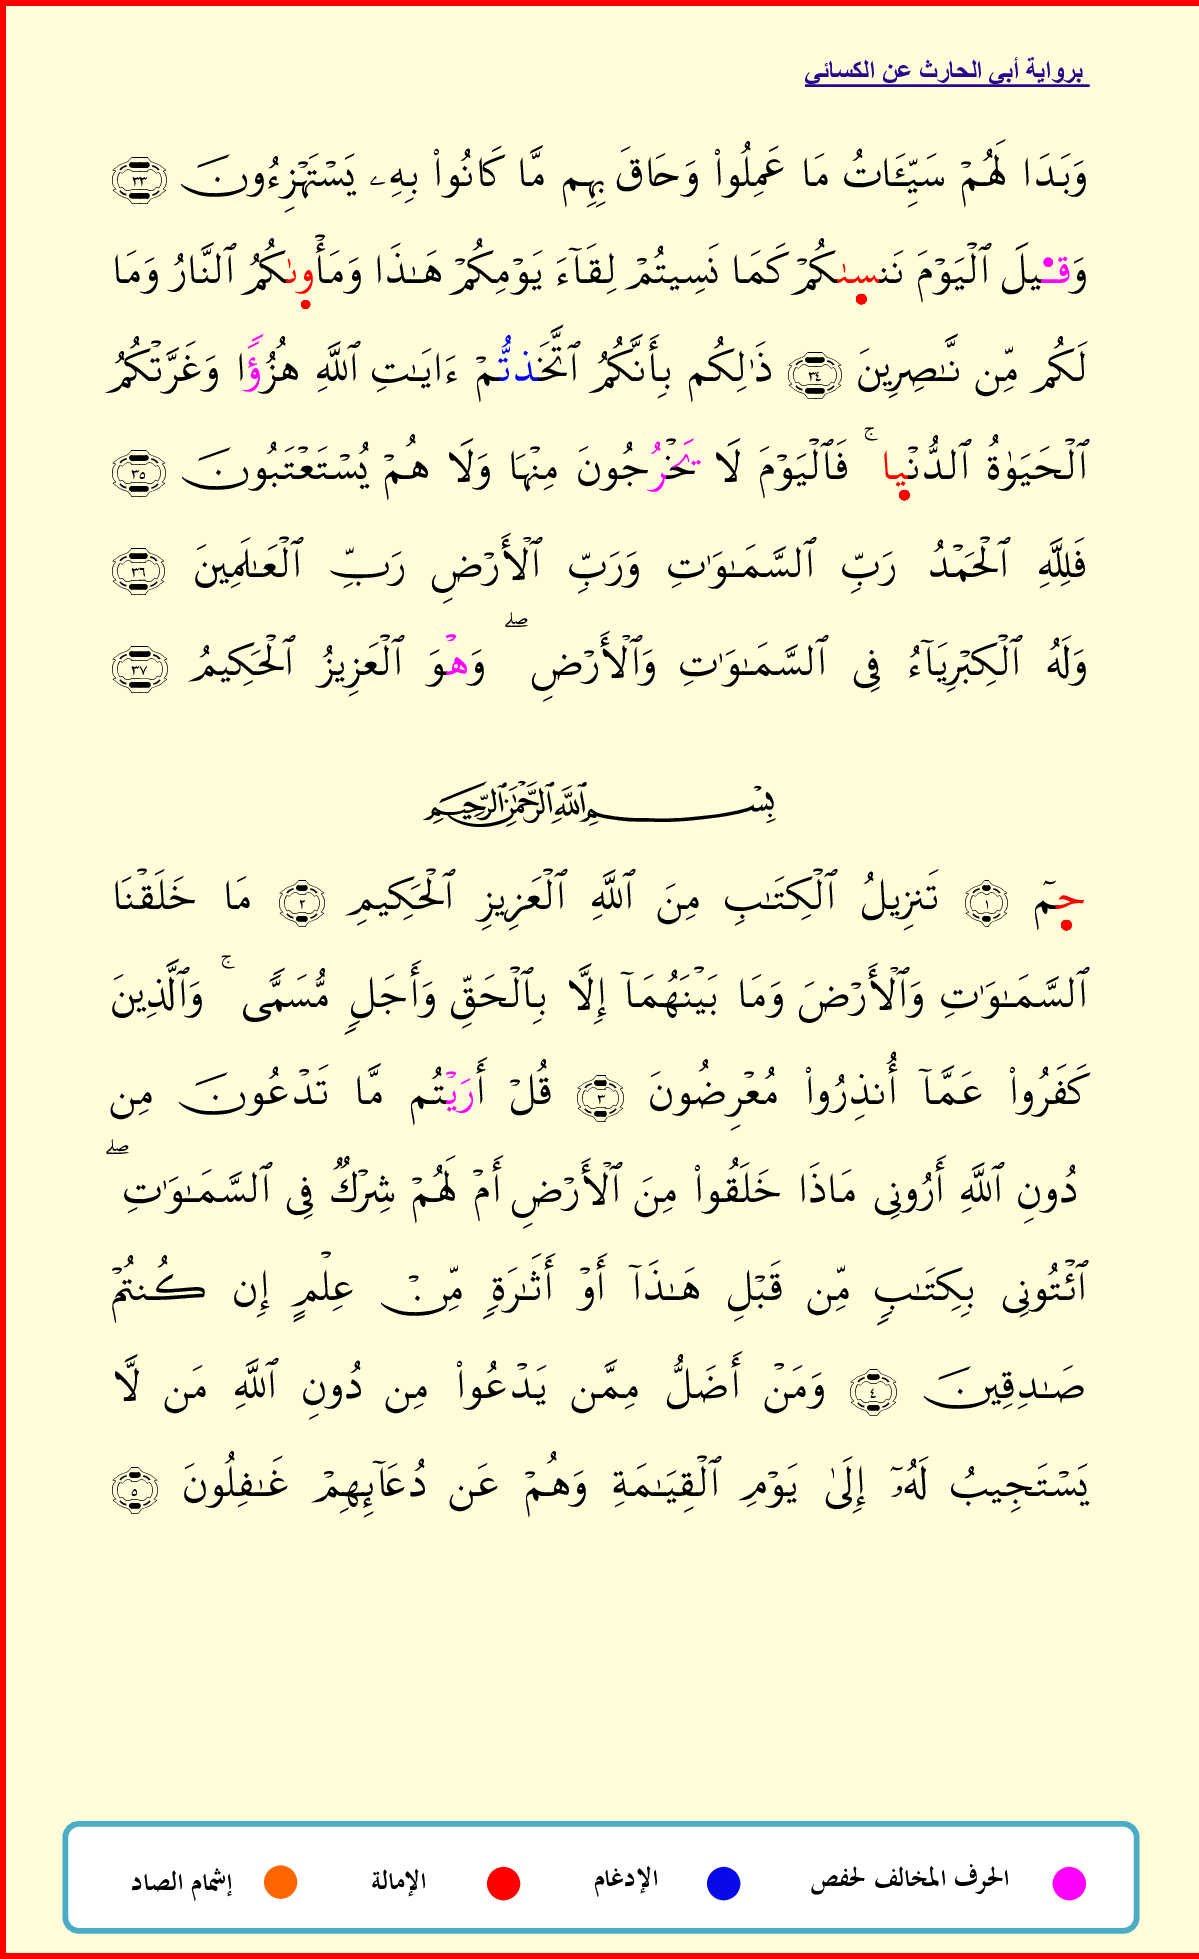 برواية أبي الحارث عن الكسائي
وَبَدَا لَهُمْ سَيِّـَٔاتُ مَا عَمِلُوا۟ وَحَاقَ بِهِم مَّا كَانُوا۟ بِهِۦ يَسْتَهْزِءُونَ ٣٣
وَقِيلَ ٱلْيَوْمَ نَنسىٰكُمْ كَمَا نَسِيتُمْ لِقَآءَ يَوْمِكُمْ هَـٰذَا وَمَأْوىٰكُمُ ٱلنَّارُ وَمَا
لَكُم مِّن نَّـٰصِرِينَ ٣٤ ذَٰلِكُم بِأَنَّكُمُ ٱتَّخَذتُّمْ ءَايَـٰتِ ٱللَّهِ هُزُؤًا وَغَرَّتْكُمُ
ٱلْحَيَوٰةُ ٱلدُّنْيا ۚ فَٱلْيَوْمَ لَا يَخْرُجُونَ مِنْهَا وَلَا هُمْ يُسْتَعْتَبُونَ ٣٥
فَلِلَّهِ ٱلْحَمْدُ رَبِّ ٱلسَّمَـٰوَٰتِ وَرَبِّ ٱلْأَرْضِ رَبِّ ٱلْعَـٰلَمِينَ ٣٦
وَلَهُ ٱلْكِبْرِيَآءُ فِى ٱلسَّمَـٰوَٰتِ وَٱلْأَرْضِ ۖ وَهْوَ ٱلْعَزِيزُ ٱلْحَكِيمُ ٣٧
بِسْمِ ٱللَّهِ ٱلرَّحْمَـٰنِ ٱلرَّحِيمِ
حمٓ ١ تَنزِيلُ ٱلْكِتَـٰبِ مِنَ ٱللَّهِ ٱلْعَزِيزِ ٱلْحَكِيمِ ٢ مَا خَلَقْنَا
ٱلسَّمَـٰوَٰتِ وَٱلْأَرْضَ وَمَا بَيْنَهُمَآ إِلَّا بِٱلْحَقِّ وَأَجَلٍ مُّسَمًّى ۚ وَٱلَّذِينَ
كَفَرُوا۟ عَمَّآ أُنذِرُوا۟ مُعْرِضُونَ ٣ قُلْ أَرَيْتُم مَّا تَدْعُونَ مِن
دُونِ ٱللَّهِ أَرُونِى مَاذَا خَلَقُوا۟ مِنَ ٱلْأَرْضِ أَمْ لَهُمْ شِرْكٌ فِى ٱلسَّمَـٰوَٰتِ ۖ
ٱئْتُونِى بِكِتَـٰبٍ مِّن قَبْلِ هَـٰذَآ أَوْ أَثَـٰرَةٍ مِّنْ عِلْمٍ إِن كُنتُمْ
صَـٰدِقِينَ ٤ وَمَنْ أَضَلُّ مِمَّن يَدْعُوا۟ مِن دُونِ ٱللَّهِ مَن لَّا
يَسْتَجِيبُ لَهُۥٓ إِلَىٰ يَوْمِ ٱلْقِيَـٰمَةِ وَهُمْ عَن دُعَآئِهِمْ غَـٰفِلُونَ ٥
الحرف المخالف لحفص الإدغام الإمالة إشمام الصاد